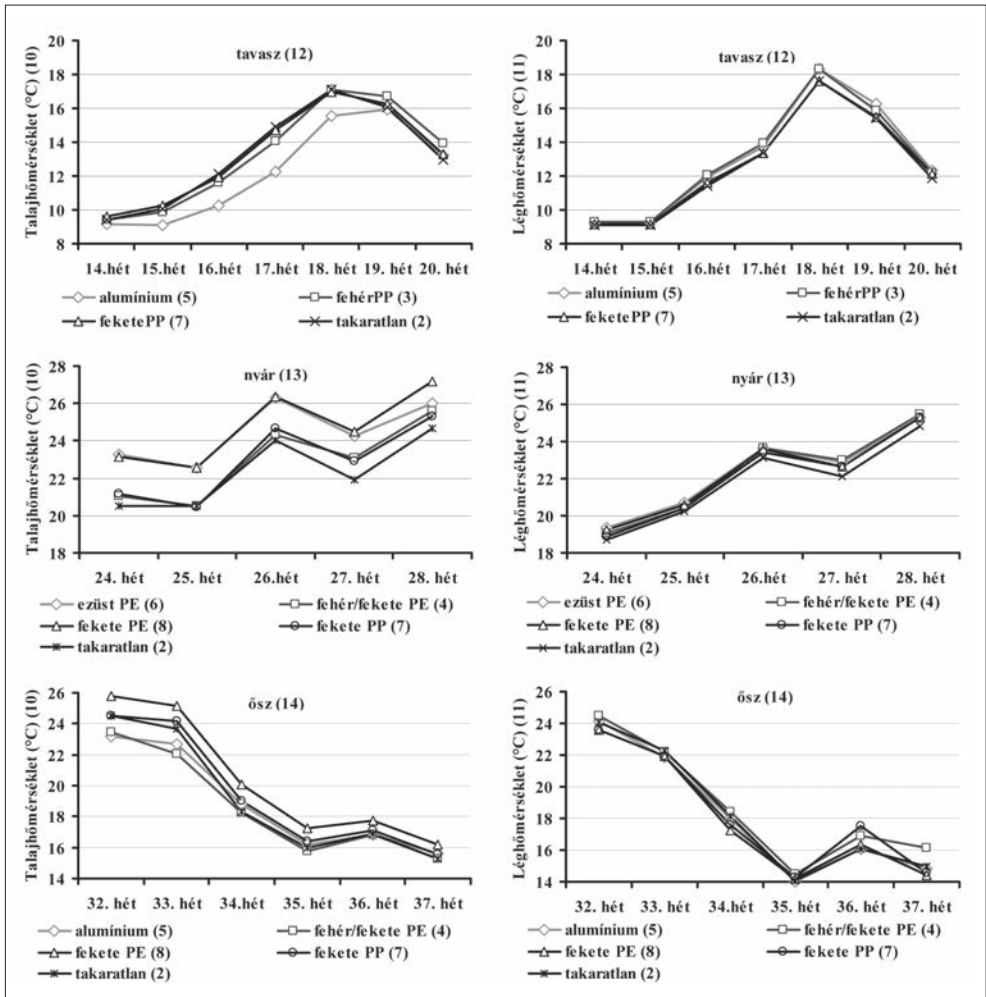 Talajhőmérséklet (°C) (10)
20
18
16
14
12
10
8
tavasz (12)
14.hét 15.hét 16.hét 17.hét 18. hét 19. hét 20. hét
alumínium (5) fehérPP (3)
feketePP (7) takaratlan (2)
Léghőmérséklet (°C) (11)
20
18
16
14
12
10
8
tavasz (12)
14.hét 15.hét 16.hét 17.hét 18. hét 19. hét 20. hét
alumínium (5) fehérPP (3)
feketePP (7) takaratlan (2)
Talajhőmérséklet (°C) (10)
28
26
24
22
20
18
nyár (13)
24. hét 25. hét 26.hét 27. hét 28. hét
ezüst PE (6) fehér/fekete PE (4)
fekete PE (8) fekete PP (7)
takaratlan (2)
Léghőmérséklet (°C) (11)
28
26
24
22
20
18
nyár (13)
24. hét 25. hét 26.hét 27. hét 28. hét
ezüst PE (6) fehér/fekete PE (4)
fekete PE (8) fekete PP (7)
takaratlan (2)
Talajhőmérséklet (°C) (10)
26
24
22
20
18
16
14
ősz (14)
32. hét 33. hét 34.hét 35. hét 36. hét 37. hét
alumínium (5) fehér/fekete PE (4)
fekete PE (8) fekete PP (7)
takaratlan (2)
Léghőmérséklet (°C) (11)
26
24
22
20
18
16
14
ősz (14)
32. hét 33. hét 34.hét 35. hét 36. hét 37. hét
alumínium (5) fehér/fekete PE (4)
fekete PE (8) fekete PP (7)
takaratlan (2)